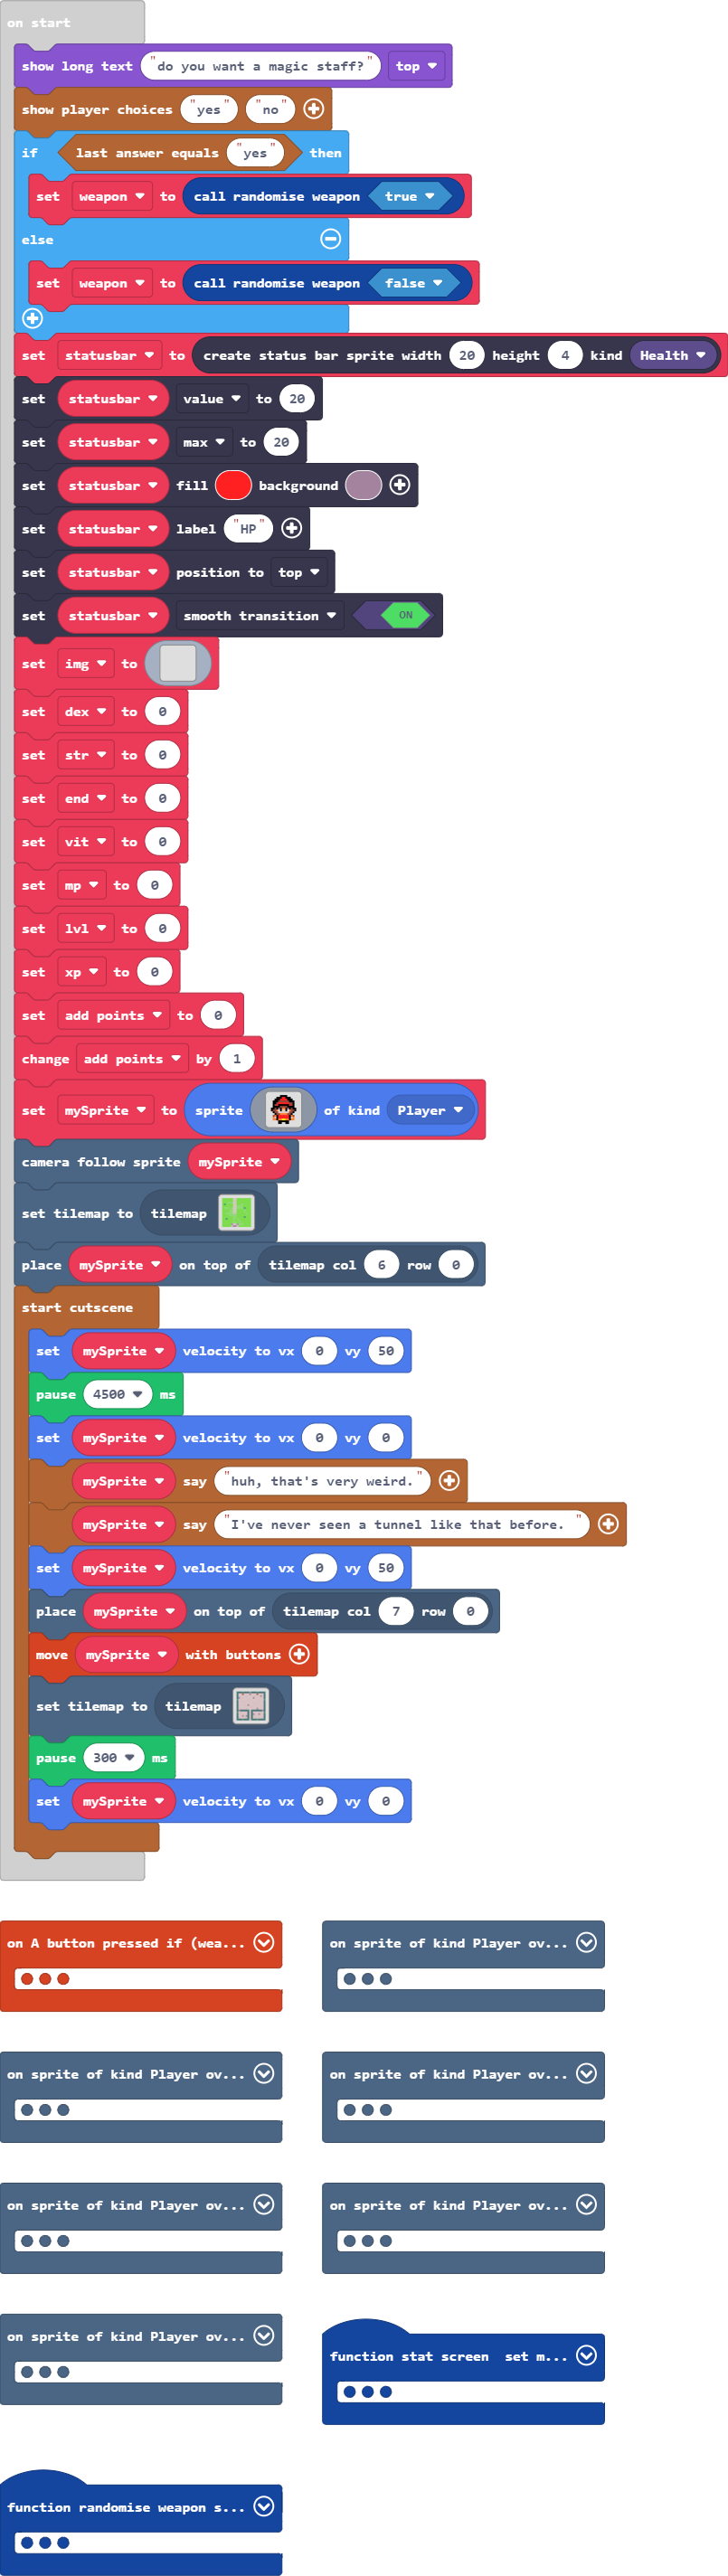 on start
show long text "do you want a magic staff?" top
show player choices "yes" "no"
if last answer equals "yes" then
set weapon to call randomise weapon true
else
set weapon to call randomise weapon false
set statusbar to create status bar sprite width 20 height 4 kind Health
set statusbar value to 20
set statusbar max to 20
set statusbar fill background
set statusbar label "HP"
set statusbar position to top
set statusbar smooth transition ON
set img to
set dex to 0
set str to 0
set end to 0
set vit to 0
set mp to 0
set lvl to 0
set xp to 0
set add points to 0
change add points by 1
set mySprite to sprite of kind Player
camera follow sprite mySprite
set tilemap to tilemap
place mySprite on top of tilemap col 6 row 0
start cutscene
set mySprite velocity to vx 0 vy 50
pause 4500 ms
set mySprite velocity to vx 0 vy 0
mySprite say "huh, that's very weird."
mySprite say "I've never seen a tunnel like that before. "
set mySprite velocity to vx 0 vy 50
place mySprite on top of tilemap col 7 row 0
move mySprite with buttons
set tilemap to tilemap
pause 300 ms
set mySprite velocity to vx 0 vy 0
on A button pressed if (wea...
on sprite of kind Player ov...
on sprite of kind Player ov...
on sprite of kind Player ov...
on sprite of kind Player ov...
on sprite of kind Player ov...
on sprite of kind Player ov...
function stat screen set m...
function randomise weapon s...